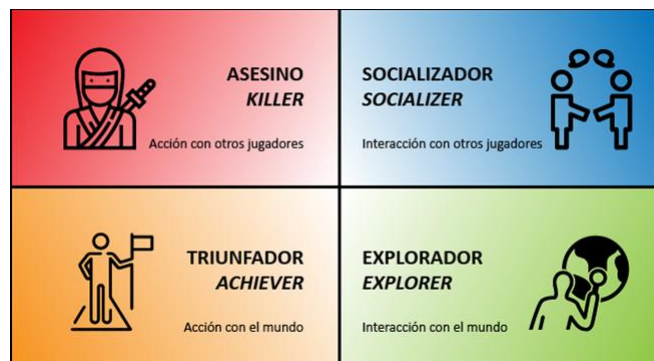 ASESINO
KILLER
Acción con otros jugadores
SOCIALIZADOR
SOCIALIZER
Interacción con otros jugadores
TRIUNFADOR
ACHIEVER
Acción con el mundo
EXPLORADOR
EXPLORER
Interacción con el mundo